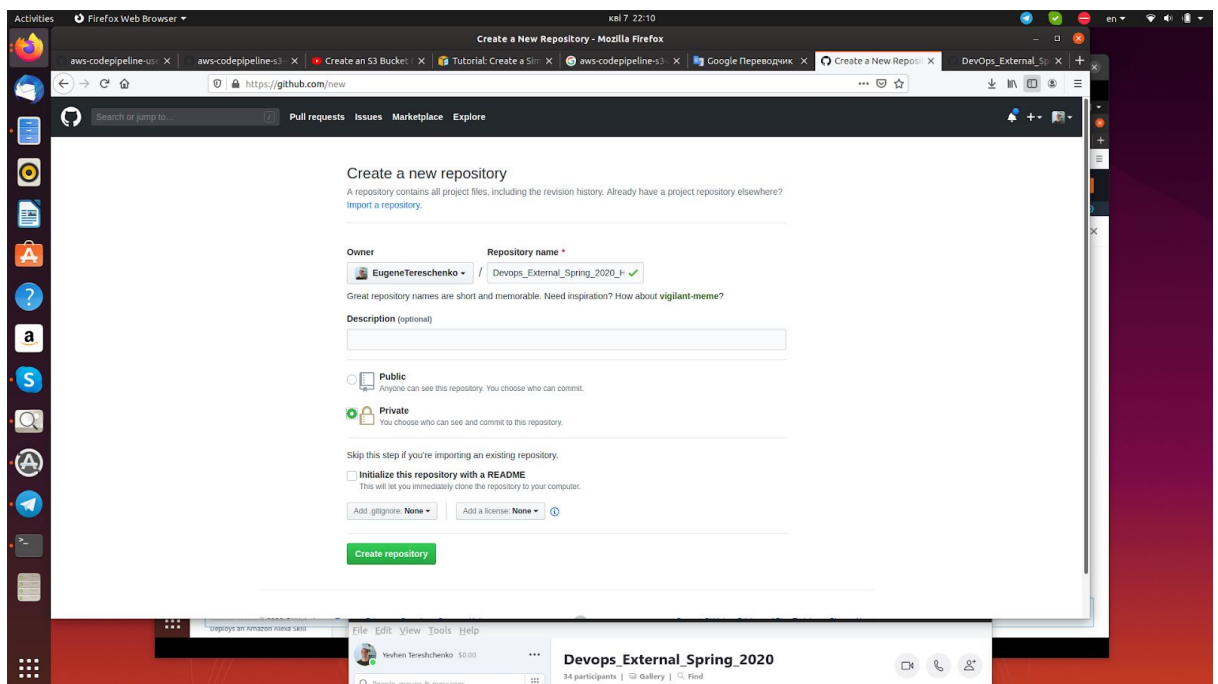 Activities Firefox Web Browser кві 7 22:10 en
Create a New Repository - Mozilla Firefox
aws-codepipeline-use aws-codepipeline-s3- Create an S3 Bucket Tutorial: Create a Sim aws-codepipeline-s3- Google Переводчик Create a New Reposit DevOps_External_Sp
https://github.com/new
Search or jump to... / Pull requests Issues Marketplace Explore
Create a new repository
A repository contains all project files, including the revision history. Already have a project repository elsewhere?
Import a repository.
Owner Repository name *
EugeneTereschenko / Devops_External_Spring_2020_H
Great repository names are short and memorable. Need inspiration? How about vigilant-meme?
Description (optional)
Public
Anyone can see this repository. You choose who can commit.
Private
You choose who can see and commit to this repository.
Skip this step if you're importing an existing repository.
Initialize this repository with a README
This will let you immediately clone the repository to your computer.
Add .gitignore: None Add a license: None
Create repository
Deploys an Amazon Alexa Skill
File Edit View Tools Help
Yevhen Tereshchenko $0.00
Devops_External_Spring_2020
34 participants | Gallery | Find